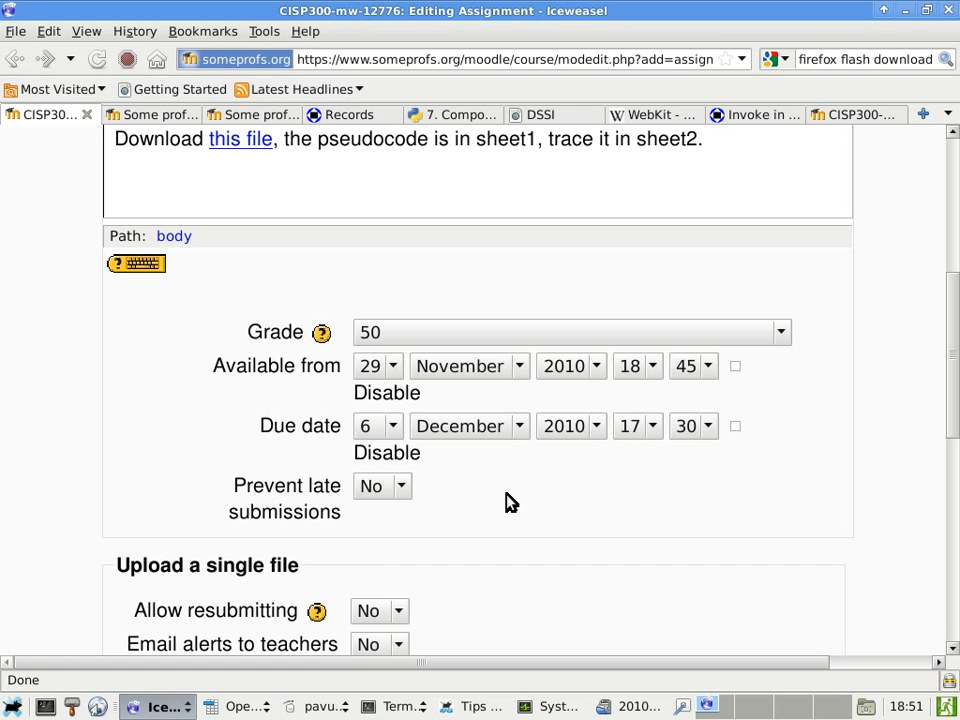 CISP300-mw-12776: Editing Assignment - Iceweasel
File Edit View History Bookmarks Tools Help
someprofs.org https://www.someprofs.org/moodle/course/modedit.php?add=assign firefox flash download
Most Visited Getting Started Latest Headlines
CISP30... Some prof... Some prof... Records 7. Compo... DSSI WebKit - ... Invoke in ... CISP300-...
Download this file, the pseudocode is in sheet1, trace it in sheet2.
Path: body
?
Grade ? 50
Available from 29 November 2010 18 45
Disable
Due date 6 December 2010 17 30
Disable
Prevent late No
submissions
Upload a single file
Allow resubmitting ? No
Email alerts to teachers No
Done
Ice... Ope... pavu... Term... Tips ... Syst... 2010... 18:51